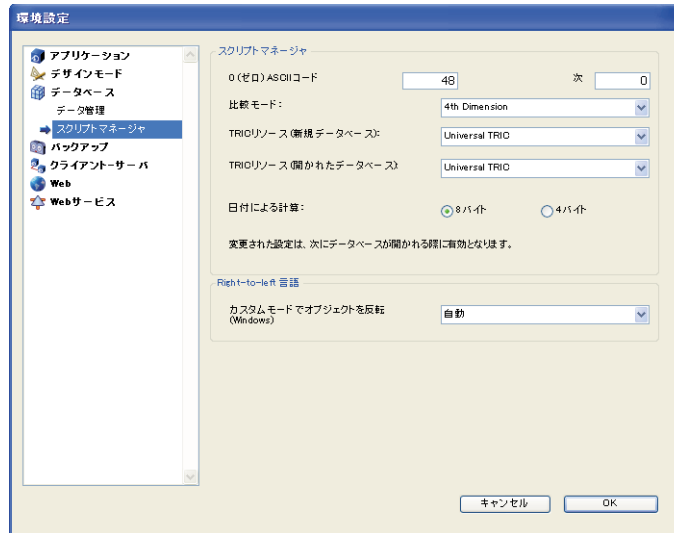 環境設定
アプリケーション
デザインモード
データベース
データ管理
スクリプトマネージャ
バックアップ
クライアント-サーバ
Web
Webサービス
スクリプトマネージャ
0(ゼロ)ASCIIコード 48 次 0
比較モード: 4th Dimension
TRICリソース(新規データベース): Universal TRIC
TRICリソース(開かれたデータベース): Universal TRIC
日付による計算: 8バイト 4バイト
変更された設定は、次にデータベースが開かれる際に有効となります。
Right-to-left 言語
カスタムモードでオブジェクトを反転 自動
(Windows)
キャンセル OK